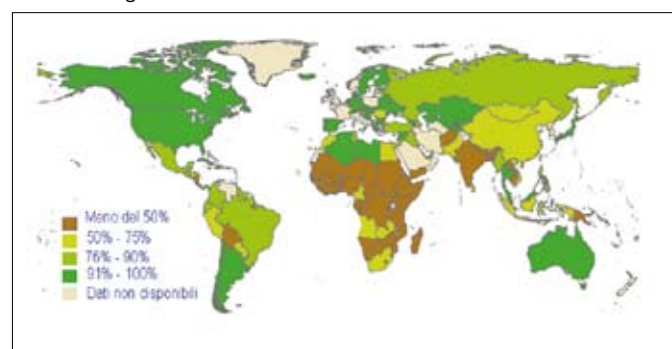 Meno del 50%
50% - 75%
76% - 90%
91% - 100%
Dati non disponibili